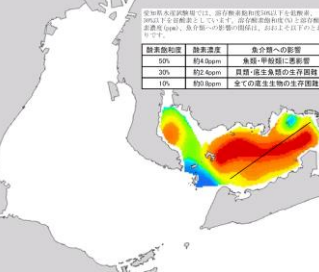 愛知県水産試験場では、溶存酸素飽和度50%以下を貧酸素、
30%以下を貧酸素としています。溶存酸素飽和度(%)と溶存酸
素濃度(ppm)、魚介類への影響の関係は、おおよそ以下のとお
りです。
酸素飽和度 酸素濃度 魚介類への影響
50% 約4.0ppm 魚類・甲殻類に悪影響
30% 約2.4ppm 貝類・底生魚類の生存困難
10% 約0.8ppm 全ての底生生物の生存困難